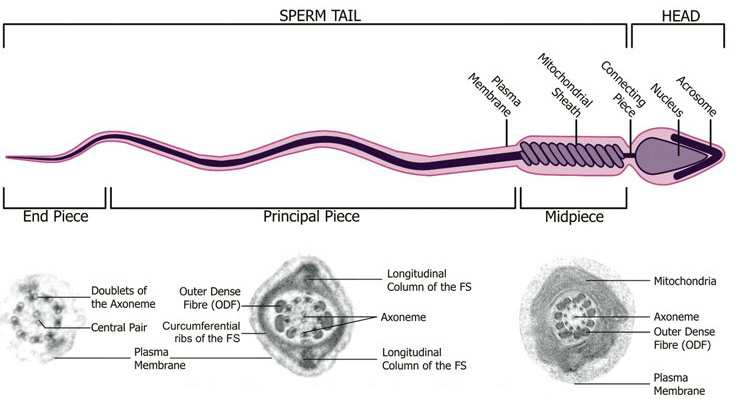 SPERM TAIL
HEAD
Plasma
Membrane
Mitochondrial
Sheath
Connecting
Piece
Nucleus
Acrosome
End Piece
Principal Piece
Midpiece
Doublets of
the Axoneme
Central Pair
Plasma
Membrane
Outer Dense
Fibre (ODF)
Curcumferential
ribs of the FS
Longitudinal
Column of the FS
Axoneme
Longitudinal
Column of the FS
Mitochondria
Axoneme
Outer Dense
Fibre (ODF)
Plasma
Membrane